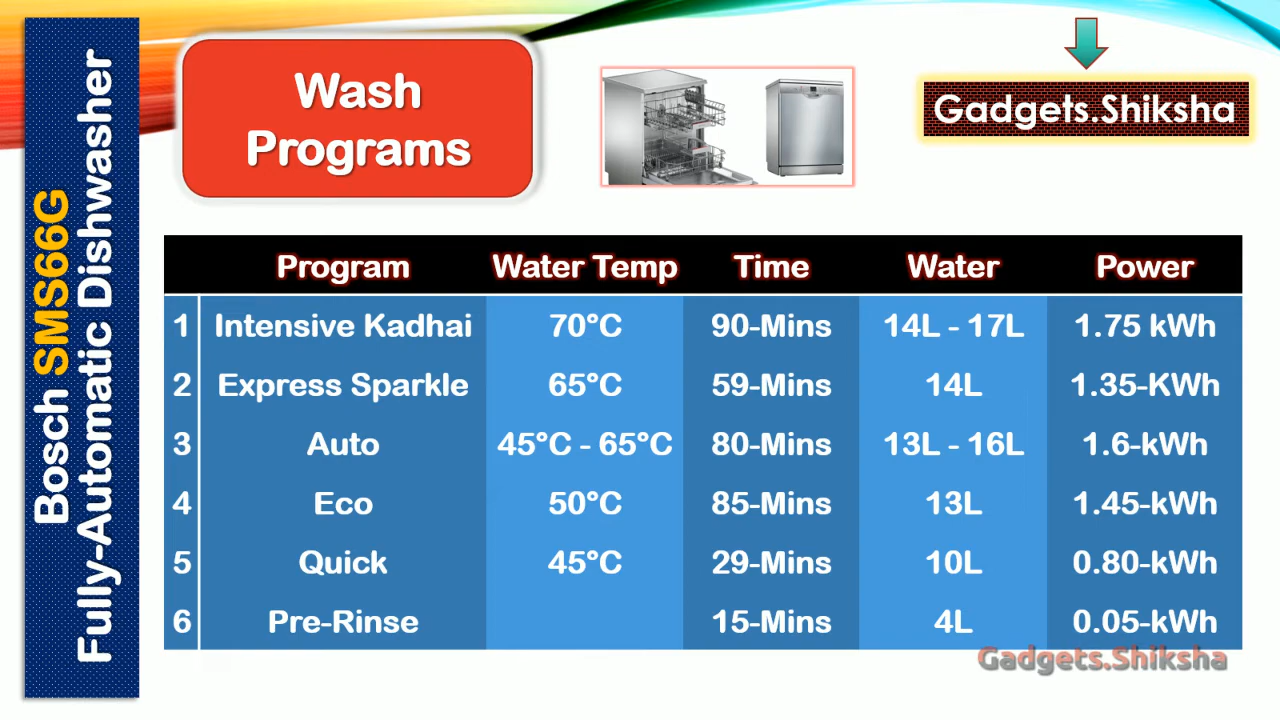 Bosch SMS66G
Fully-Automatic Dishwasher
Wash
Programs
Gadgets.Shiksha
Program Water Temp Time Water Power
1 Intensive Kadhai 70°C 90-Mins 14L - 17L 1.75 kWh
2 Express Sparkle 65°C 59-Mins 14L 1.35-KWh
3 Auto 45°C - 65°C 80-Mins 13L - 16L 1.6-kWh
4 Eco 50°C 85-Mins 13L 1.45-kWh
5 Quick 45°C 29-Mins 10L 0.80-kWh
6 Pre-Rinse 15-Mins 4L 0.05-kWh
Gadgets.Shiksha